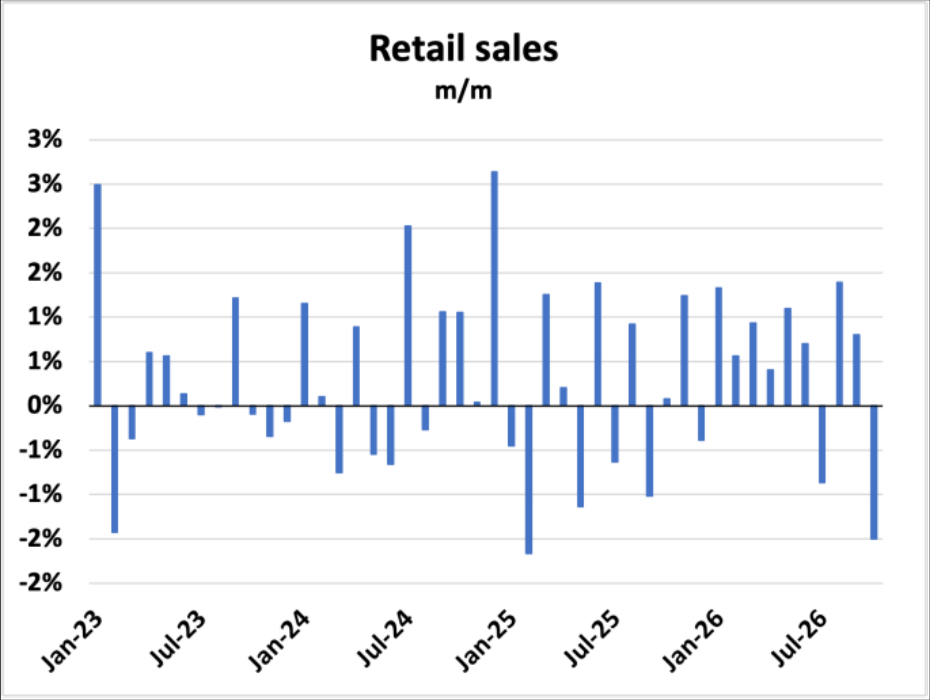 Retail sales
m/m
3%
3%
2%
2%
1%
1%
0%
-1%
-1%
-2%
-2%
Jan-23
Jul-23
Jan-24
Jul-24
Jan-25
Jul-25
Jan-26
Jul-26